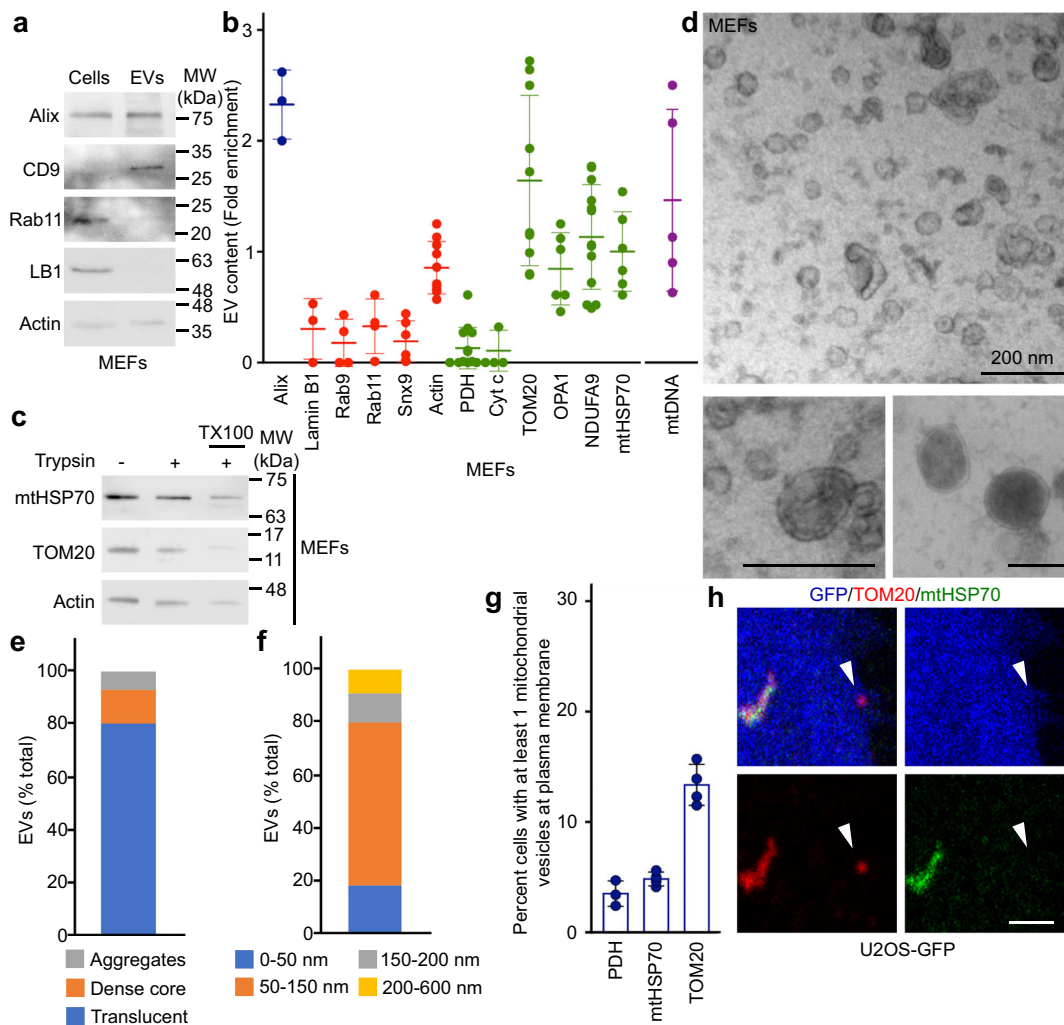 a
Cells EVs MW (kDa)
Alix
75
CD9
35
25
Rab11
25
20
LB1
63
48
Actin
48
35
MEFs
b
EV content (Fold enrichment)
3
2
1
0
Alix
Lamin B1
Rab9
Rab11
Snx9
Actin
PDH
Cyt c
TOM20
OPA1
NDUFA9
mtHSP70
mtDNA
MEFs
c
TX100
MW (kDa)
Trypsin - + +
mtHSP70
75
63
TOM20
17
11
Actin
48
MEFs
d
MEFs
200 nm
e
EVs (% total)
100
80
60
40
20
0
Aggregates
Dense core
Translucent
f
EVs (% total)
100
80
60
40
20
0
0-50 nm
50-150 nm
150-200 nm
200-600 nm
g
Percent cells with at least 1 mitochondrial
vesicles at plasma membrane
30
20
10
0
PDH
mtHSP70
TOM20
h
GFP/TOM20/mtHSP70
U2OS-GFP